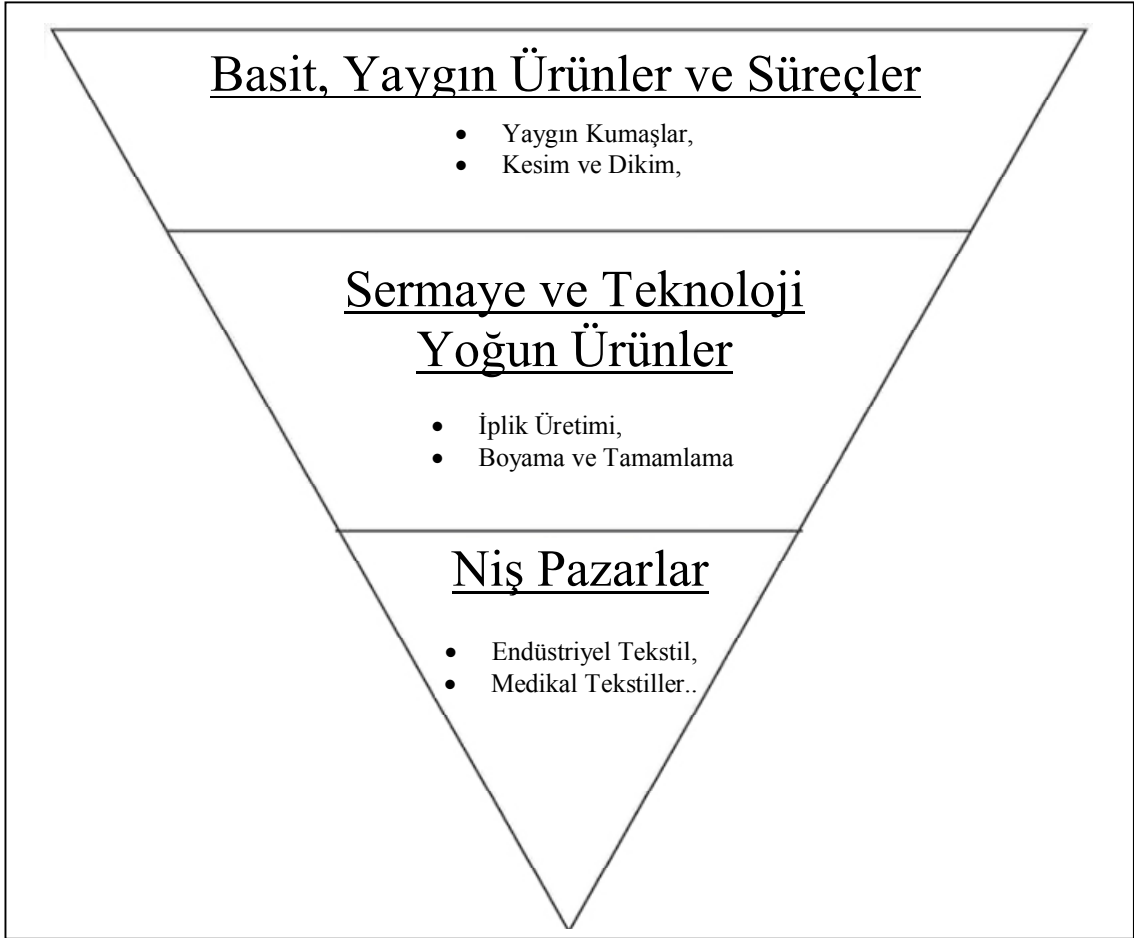 Basit, Yaygın Ürünler ve Süreçler
• Yaygın Kumaşlar,
• Kesim ve Dikim,
Sermaye ve Teknoloji
Yoğun Ürünler
• İplik Üretimi,
• Boyama ve Tamamlama
Niş Pazarlar
• Endüstriyel Tekstil,
• Medikal Tekstiller..